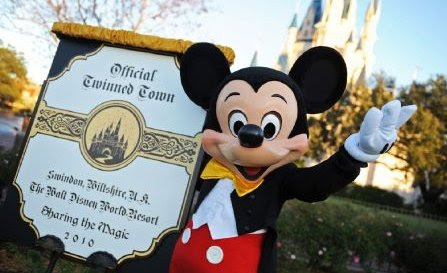 Official
Twinned Town
Swindon, Wiltshire, U.K.
The Walt Disney World Resort
Sharing the Magic
2010